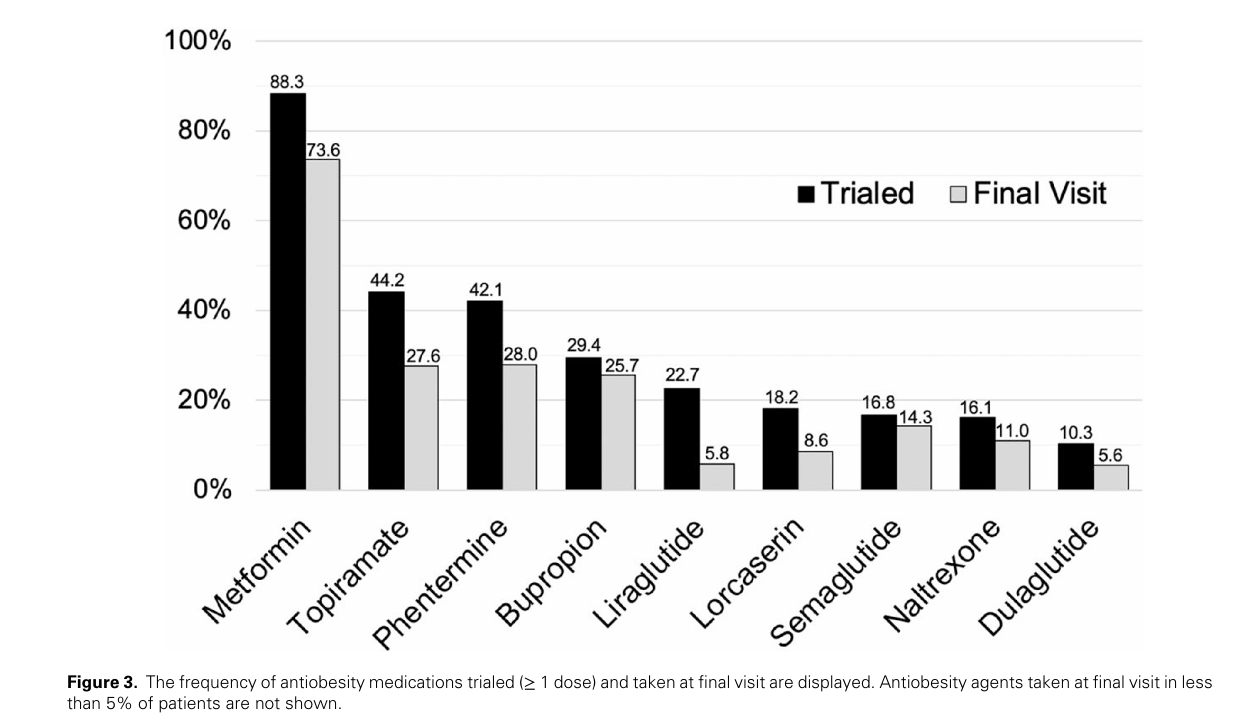 100%
80%
60%
40%
20%
0%
88.3
73.6
44.2
27.6
42.1
28.0
29.4
25.7
22.7
5.8
18.2
8.6
16.8
14.3
16.1
11.0
10.3
5.6
Trialed
Final Visit
Metformin
Topiramate
Phentermine
Bupropion
Liraglutide
Lorcaserin
Semaglutide
Naltrexone
Dulaglutide
Figure 3. The frequency of antiobesity medications trialed (≥ 1 dose) and taken at final visit are displayed. Antiobesity agents taken at final visit in less
than 5% of patients are not shown.